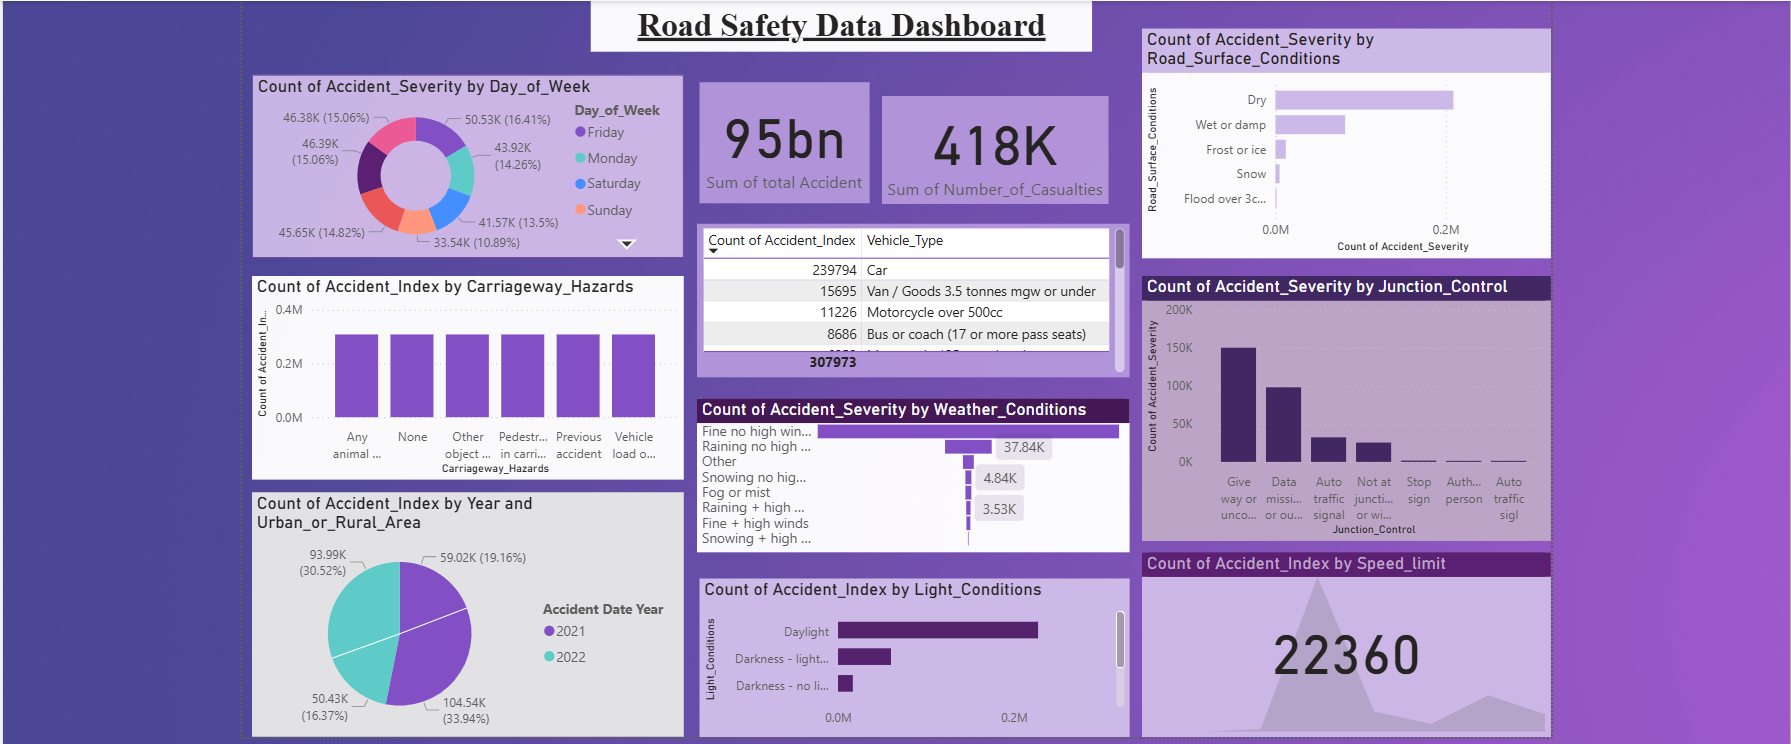 Road Safety Data Dashboard
Count of Accident_Severity by Day_of_Week
46.38K (15.06%)
50.53K (16.41%)
46.39K
(15.06%)
43.92K
(14.26%)
45.65K (14.82%)
41.57K (13.5%)
33.54K (10.89%)
Day_of_Week
Friday
Monday
Saturday
Sunday
95bn
Sum of total Accident
418K
Sum of Number_of_Casualties
Count of Accident_Severity by
Road_Surface_Conditions
Road_Surface_Conditions
Dry
Wet or damp
Frost or ice
Snow
Flood over 3c...
0.0M
0.2M
Count of Accident_Severity
Count of Accident_Index by Carriageway_Hazards
Count of Accident_In...
0.4M
0.2M
0.0M
Any
animal ...
None
Other
object ...
Pedestr...
in carri...
Previous
accident
Vehicle
load o...
Carriageway_Hazards
Count of Accident_Index Vehicle_Type
239794 Car
15695 Van / Goods 3.5 tonnes mgw or under
11226 Motorcycle over 500cc
8686 Bus or coach (17 or more pass seats)
307973
Count of Accident_Severity by Junction_Control
Count of Accident_Severity
200K
150K
100K
50K
0K
Give
way or
unco...
Data
missi...
or ou...
Auto
traffic
signal
Not at
juncti...
or wi...
Stop
sign
Auth...
person
Auto
traffic
sigl
Junction_Control
Count of Accident_Severity by Weather_Conditions
Fine no high win...
Raining no high ...
37.84K
Other
Snowing no hig...
4.84K
Fog or mist
Raining + high ...
3.53K
Fine + high winds
Snowing + high ...
Count of Accident_Index by Year and
Urban_or_Rural_Area
93.99K
(30.52%)
59.02K (19.16%)
50.43K
(16.37%)
104.54K
(33.94%)
Accident Date Year
2021
2022
Count of Accident_Index by Light_Conditions
Light_Conditions
Daylight
Darkness - light...
Darkness - no li...
0.0M
0.2M
Count of Accident_Index by Speed_limit
22360